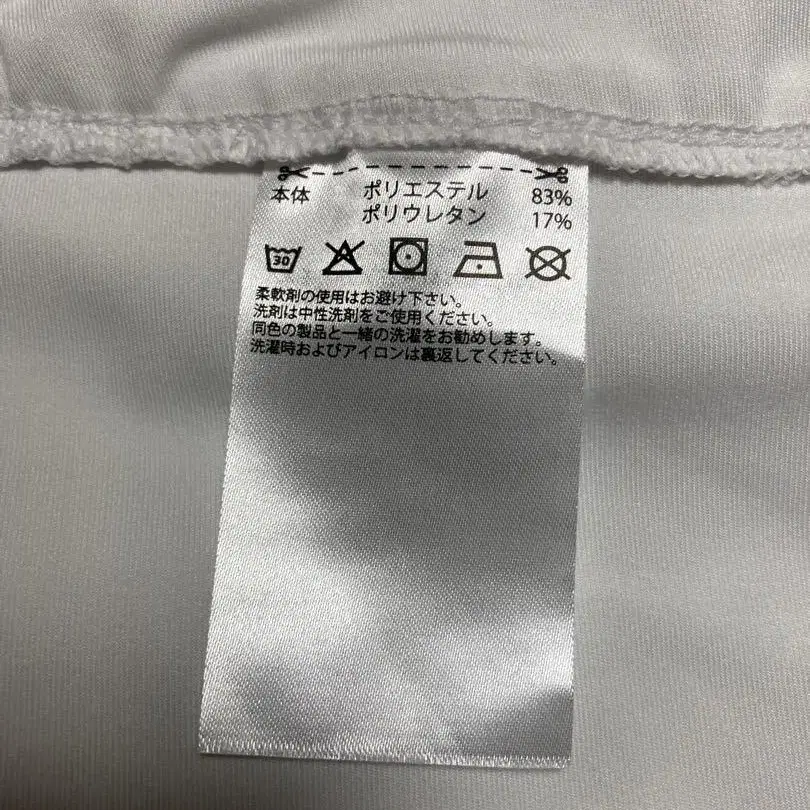 本体 ポリエステル 83%
ポリウレタン 17%
30
柔軟剤の使用はお避け下さい。
洗剤は中性洗剤をご使用ください。
同色の製品と一緒の洗濯をお勧めします。
洗濯時およびアイロンは裏返してください。